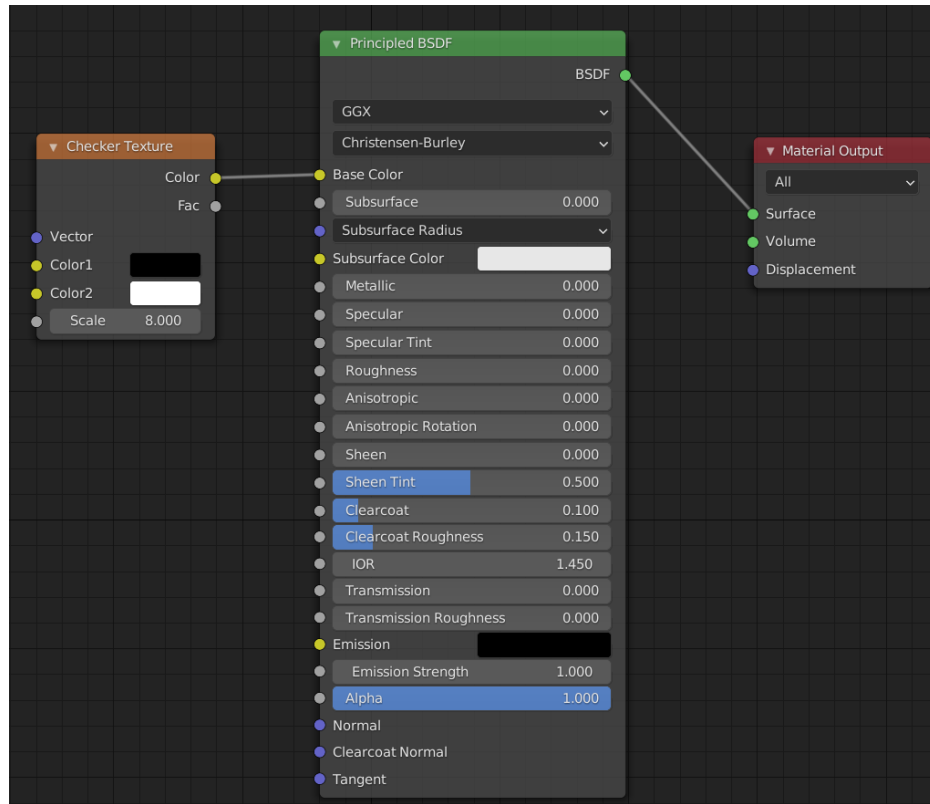 Checker Texture
Color
Fac
Vector
Color1
Color2
Scale 8.000
Principled BSDF
BSDF
GGX
Christensen-Burley
Base Color
Subsurface 0.000
Subsurface Radius
Subsurface Color
Metallic 0.000
Specular 0.000
Specular Tint 0.000
Roughness 0.000
Anisotropic 0.000
Anisotropic Rotation 0.000
Sheen 0.000
Sheen Tint 0.500
Clearcoat 0.100
Clearcoat Roughness 0.150
IOR 1.450
Transmission 0.000
Transmission Roughness 0.000
Emission
Emission Strength 1.000
Alpha 1.000
Normal
Clearcoat Normal
Tangent
Material Output
All
Surface
Volume
Displacement